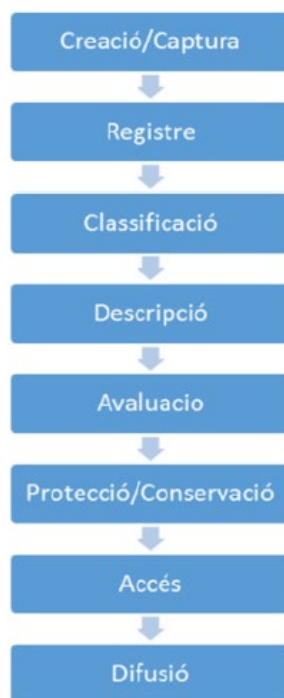 Creació/Captura
Registre
Classificació
Descripció
Avaluacio
Protecció/Conservació
Accés
Difusió